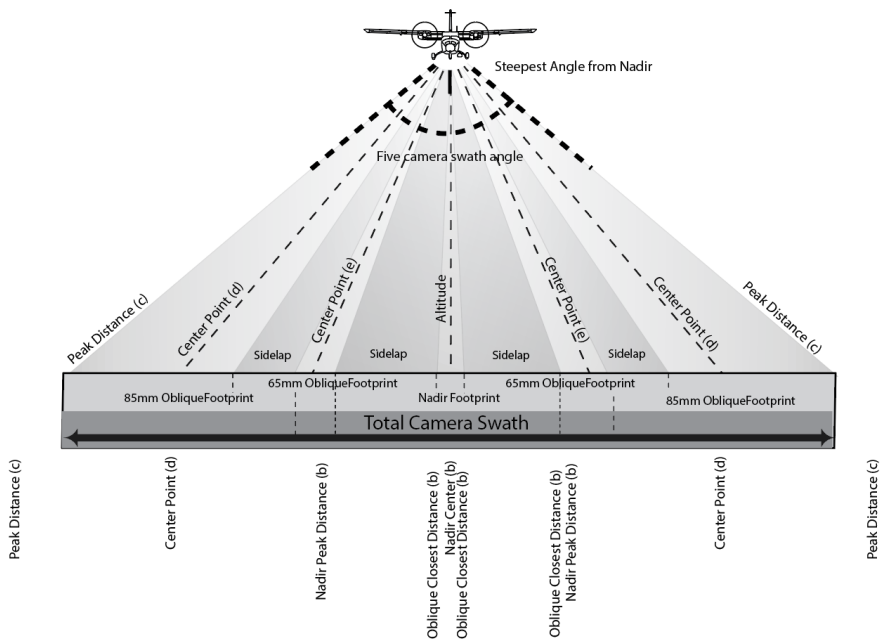 Steepest Angle from Nadir
Five camera swath angle
Peak Distance (c)
Center Point (d)
Center Point (e)
Altitude
Center Point (e)
Center Point (d)
Peak Distance (c)
Sidelap
Sidelap
Sidelap
Sidelap
65mm ObliqueFootprint
65mm ObliqueFootprint
85mm ObliqueFootprint
Nadir Footprint
85mm ObliqueFootprint
Total Camera Swath
Peak Distance (c)
Center Point (d)
Nadir Peak Distance (b)
Oblique Closest Distance (b)
Nadir Center (b)
Oblique Closest Distance (b)
Oblique Closest Distance (b)
Nadir Peak Distance (b)
Center Point (d)
Peak Distance (c)